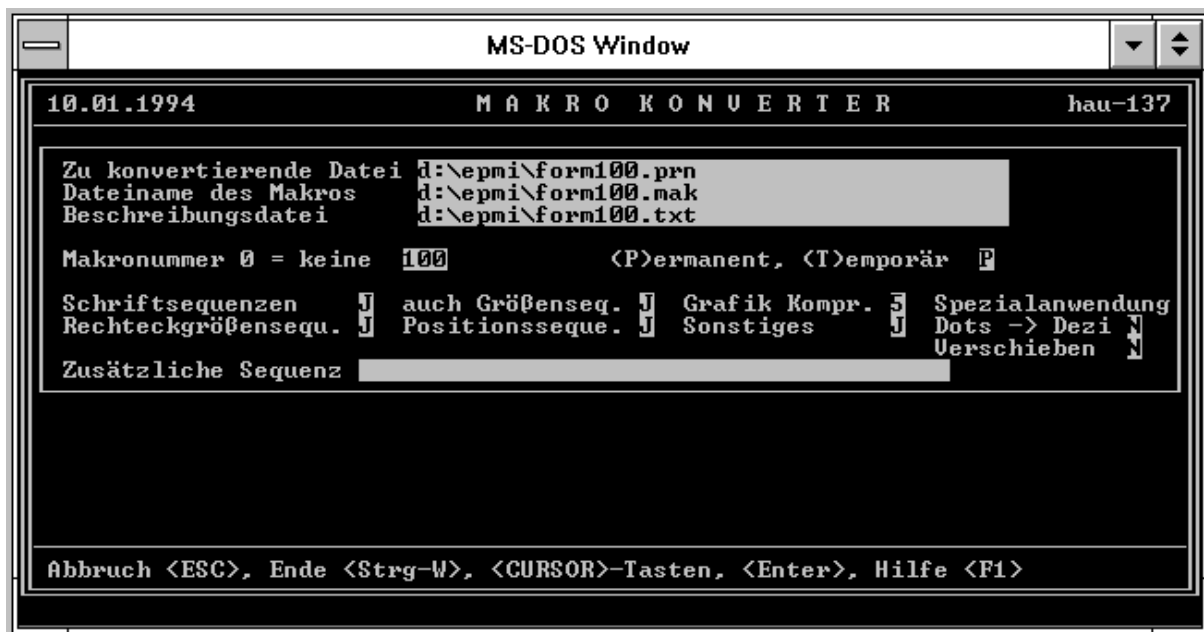 MS-DOS Window
10.01.1994 M A K R O K O N V E R T E R hau-137
Zu konvertierende Datei d:\epmi\form100.prn
Dateiname des Makros d:\epmi\form100.mak
Beschreibungsdatei d:\epmi\form100.txt
Makronummer 0 = keine 100 (P)ermanent, (T)emporär P
Schriftsequenzen J auch Größenseq. J Grafik Kompr. 5 Spezialanwendung
Rechteckgrößensequ. J Positionsseque. J Sonstiges J Dots -> Dezi N
Verschieben N
Zusätzliche Sequenz
Abbruch <ESC>, Ende <Strg-W>, <CURSOR>-Tasten, <Enter>, Hilfe <F1>